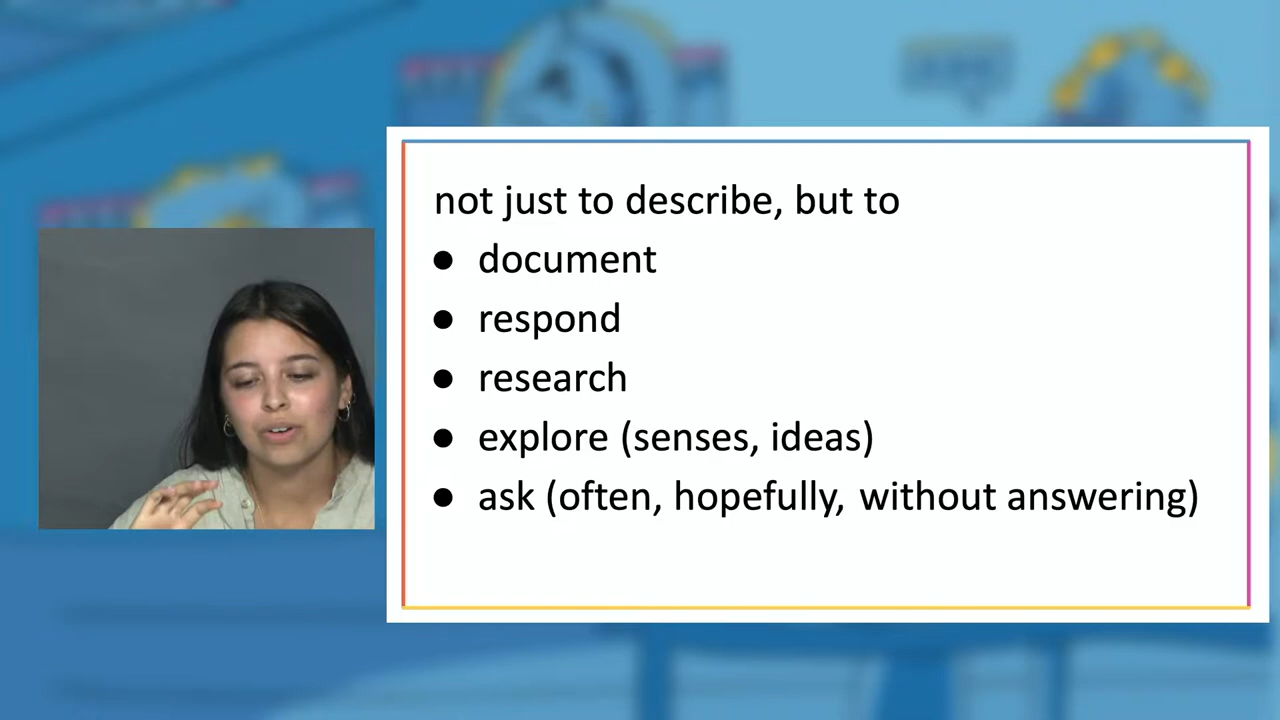 not just to describe, but to
● document
● respond
● research
● explore (senses, ideas)
● ask (often, hopefully, without answering)